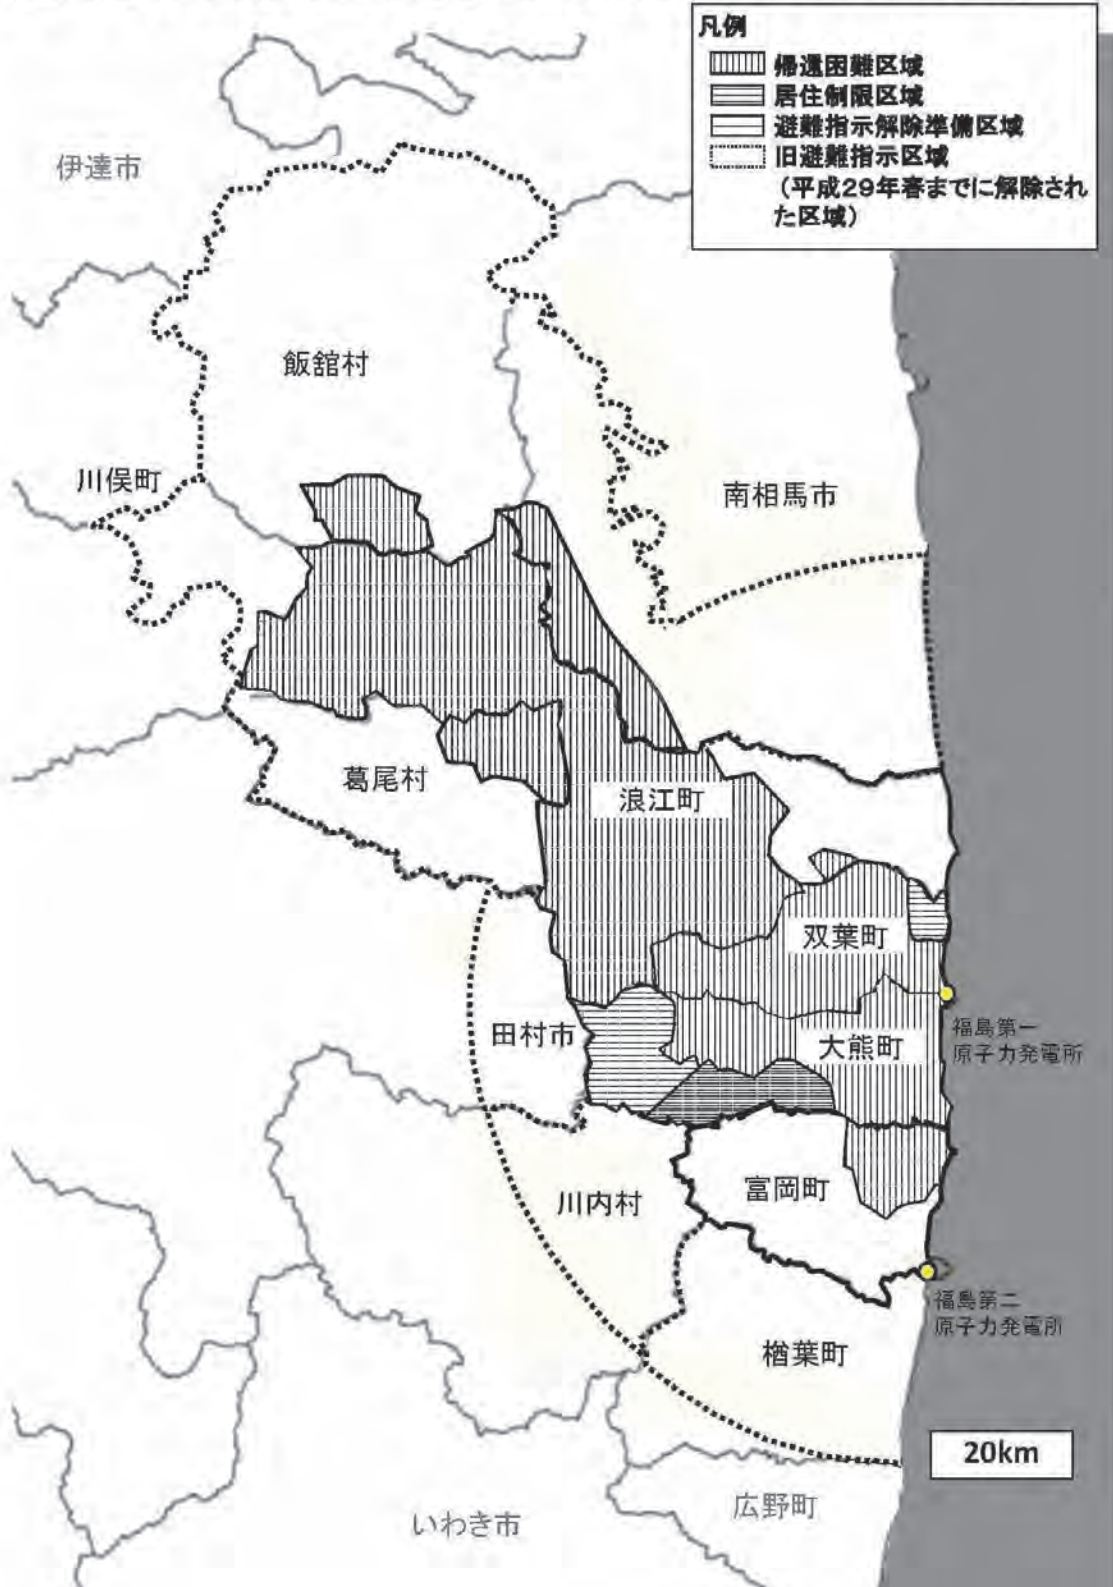 凡例
帰還困難区域
居住制限区域
避難指示解除準備区域
旧避難指示区域
(平成29年春までに解除され
た区域)
伊達市
飯舘村
川俣町
南相馬市
葛尾村
浪江町
双葉町
福島第一
原子力発電所
田村市
大熊町
川内村
富岡町
福島第二
原子力発電所
楢葉町
20km
広野町
いわき市